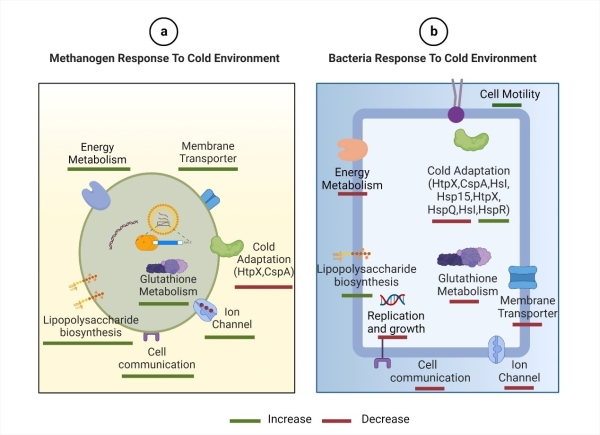 a
Methanogen Response To Cold Environment
Energy
Metabolism
Membrane
Transporter
Cold
Adaptation
(HtpX,CspA)
Glutathione
Metabolism
Lipopolysaccharide
biosynthesis
Ion
Channel
Cell
communication
b
Bacteria Response To Cold Environment
Cell Motility
Energy
Metabolism
Cold Adaptation
(HtpX,CspA,Hsl,
Hsp15,HtpX,
HspQ,Hsl,HspR)
Lipopolysaccharide
biosynthesis
Glutathione
Metabolism
Membrane
Transporter
Replication
and growth
Cell
communication
Ion
Channel
Increase
Decrease